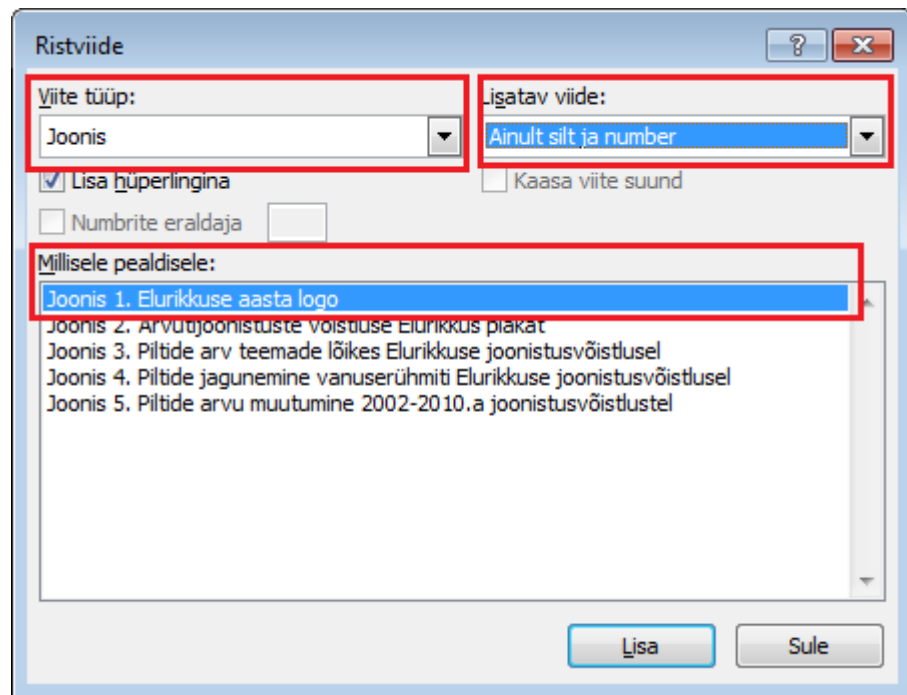 Ristviide
Viite tüüp:
Lisatav viide:
Joonis
Ainult silt ja number
Lisa hüperlingina
Kaasa viite suund
Numbrite eraldaja
Millisele pealdisele:
Joonis 1. Elurikkuse aasta logo
Joonis 2. Arvutijoonistuste võistluse Elurikkus plakat
Joonis 3. Piltide arv teemade lõikes Elurikkuse joonistusvõistlusel
Joonis 4. Piltide jagunemine vanuserühmiti Elurikkuse joonistusvõistlusel
Joonis 5. Piltide arvu muutumine 2002-2010.a joonistusvõistlustel
Lisa
Sule